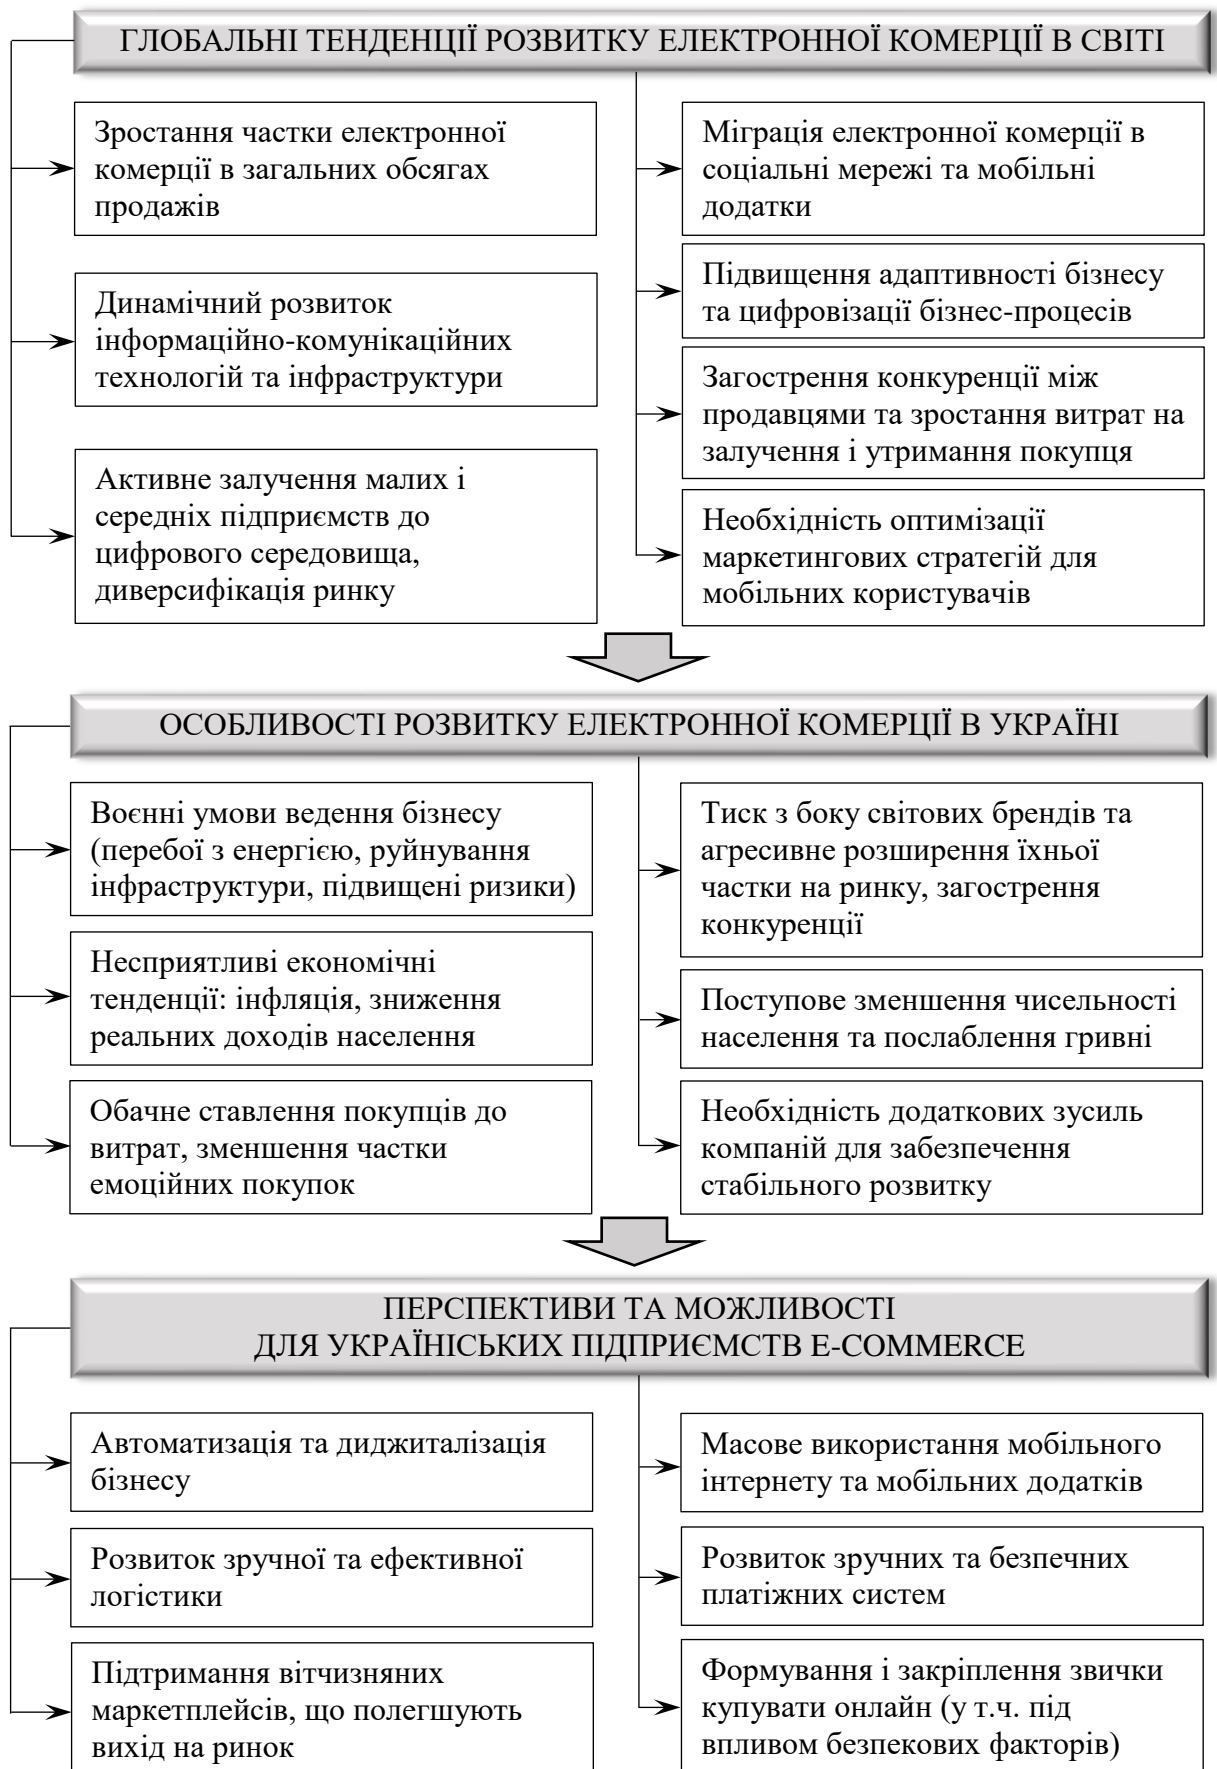 ГЛОБАЛЬНІ ТЕНДЕНЦІЇ РОЗВИТКУ ЕЛЕКТРОННОЇ КОМЕРЦІЇ В СВІТІ
Зростання частки електронної
комерції в загальних обсягах
продажів
Динамічний розвиток
інформаційно-комунікаційних
технологій та інфраструктури
Активне залучення малих і
середніх підприємств до
цифрового середовища,
диверсифікація ринку
Міграція електронної комерції в
соціальні мережі та мобільні
додатки
Підвищення адаптивності бізнесу
та цифровізації бізнес-процесів
Загострення конкуренції між
продавцями та зростання витрат на
залучення і утримання покупця
Необхідність оптимізації
маркетингових стратегій для
мобільних користувачів
ОСОБЛИВОСТІ РОЗВИТКУ ЕЛЕКТРОННОЇ КОМЕРЦІЇ В УКРАЇНІ
Воєнні умови ведення бізнесу
(перебої з енергією, руйнування
інфраструктури, підвищені ризики)
Несприятливі економічні
тенденції: інфляція, зниження
реальних доходів населення
Обачне ставлення покупців до
витрат, зменшення частки
емоційних покупок
Тиск з боку світових брендів та
агресивне розширення їхньої
частки на ринку, загострення
конкуренції
Поступове зменшення чисельності
населення та послаблення гривні
Необхідність додаткових зусиль
компаній для забезпечення
стабільного розвитку
ПЕРСПЕКТИВИ ТА МОЖЛИВОСТІ
ДЛЯ УКРАЇНІСЬКИХ ПІДПРИЄМСТВ E-COMMERCE
Автоматизація та диджиталізація
бізнесу
Розвиток зручної та ефективної
логістики
Підтримання вітчизняних
маркетплейсів, що полегшують
вихід на ринок
Масове використання мобільного
інтернету та мобільних додатків
Розвиток зручних та безпечних
платіжних систем
Формування і закріплення звички
купувати онлайн (у т.ч. під
впливом безпекових факторів)